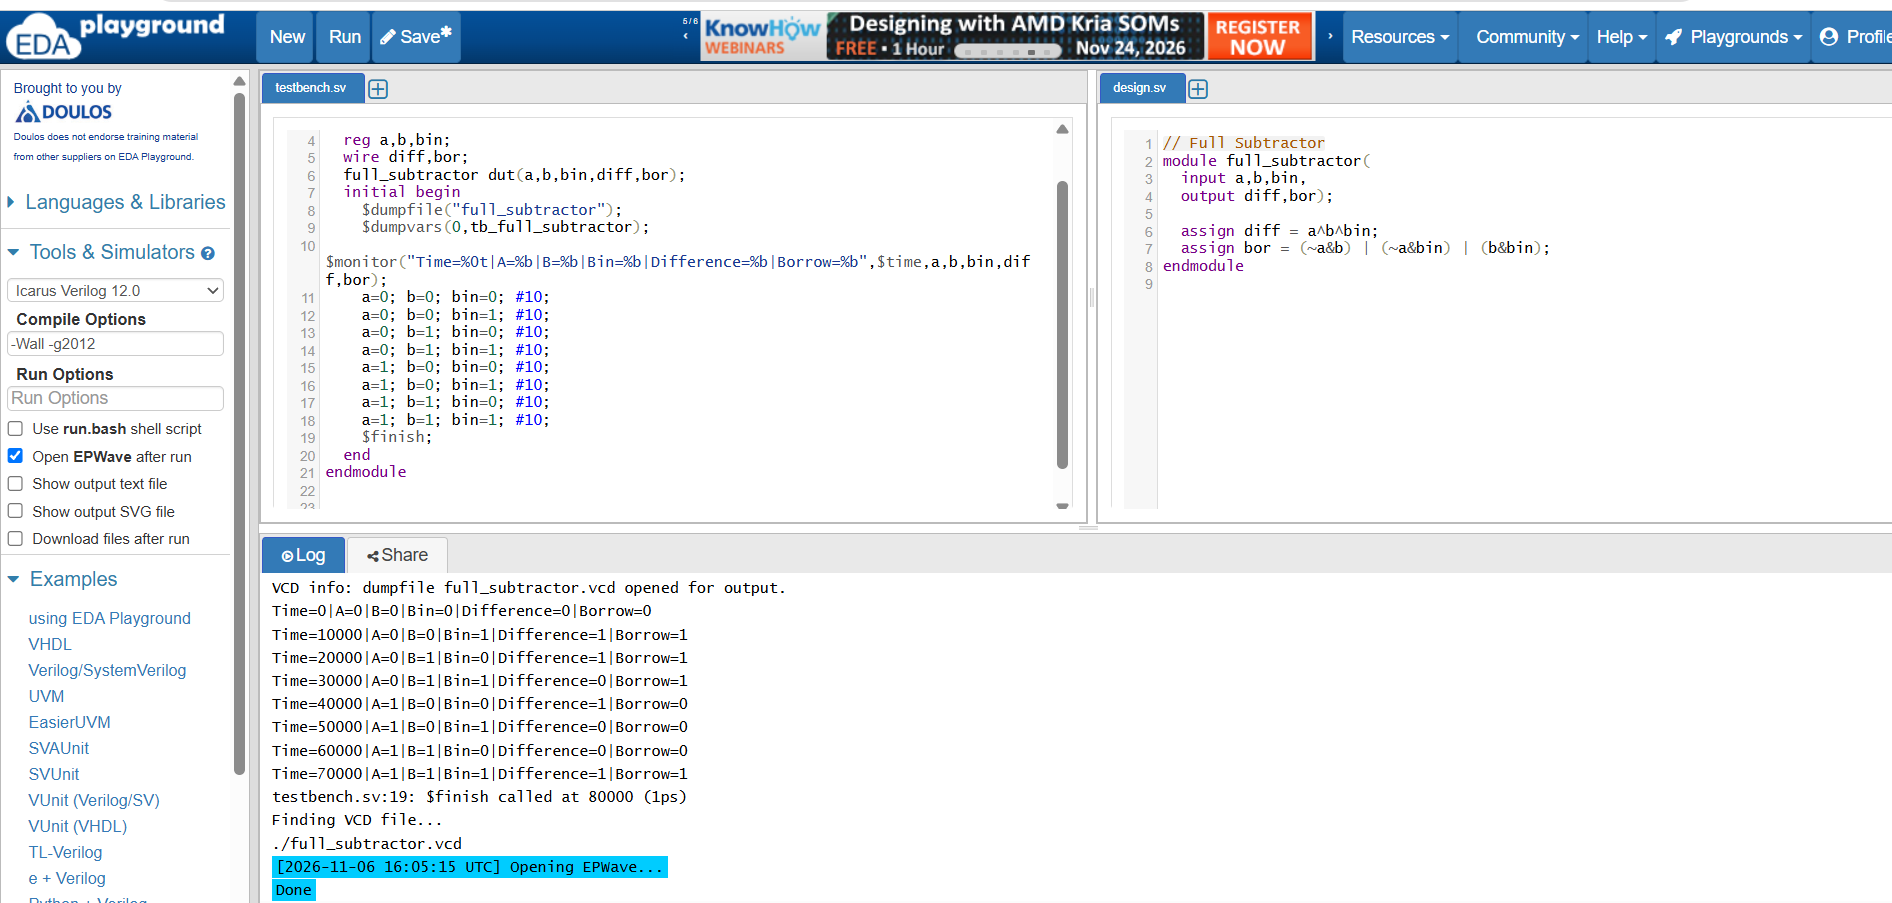 EDA playground
New
Run
Save*
5/6
‹
KnowHow
WEBINARS
Designing with AMD Kria SOMs
FREE • 1 Hour
Nov 24, 2026
REGISTER
NOW
›
Resources
Community
Help
Playgrounds
Profile
Brought to you by
DOULOS
Doulos does not endorse training material
from other suppliers on EDA Playground.
Languages & Libraries
Tools & Simulators
Icarus Verilog 12.0
Compile Options
-Wall -g2012
Run Options
Run Options
Use run.bash shell script
Open EPWave after run
Show output text file
Show output SVG file
Download files after run
Examples
using EDA Playground
VHDL
Verilog/SystemVerilog
UVM
EasierUVM
SVAUnit
SVUnit
VUnit (Verilog/SV)
VUnit (VHDL)
TL-Verilog
e + Verilog
Python + Verilog
testbench.sv
4   reg a,b,bin;
5   wire diff,bor;
6   full_subtractor dut(a,b,bin,diff,bor);
7   initial begin
8     $dumpfile("full_subtractor");
9     $dumpvars(0,tb_full_subtractor);
10
$monitor("Time=%0t|A=%b|B=%b|Bin=%b|Difference=%b|Borrow=%b",$time,a,b,bin,dif
f,bor);
11     a=0; b=0; bin=0; #10;
12     a=0; b=0; bin=1; #10;
13     a=0; b=1; bin=0; #10;
14     a=0; b=1; bin=1; #10;
15     a=1; b=0; bin=0; #10;
16     a=1; b=0; bin=1; #10;
17     a=1; b=1; bin=0; #10;
18     a=1; b=1; bin=1; #10;
19     $finish;
20   end
21 endmodule
22
23
design.sv
1 // Full Subtractor
2 module full_subtractor(
3   input a,b,bin,
4   output diff,bor);
5
6   assign diff = a^b^bin;
7   assign bor = (~a&b) | (~a&bin) | (b&bin);
8 endmodule
9
Log
Share
VCD info: dumpfile full_subtractor.vcd opened for output.
Time=0|A=0|B=0|Bin=0|Difference=0|Borrow=0
Time=10000|A=0|B=0|Bin=1|Difference=1|Borrow=1
Time=20000|A=0|B=1|Bin=0|Difference=1|Borrow=1
Time=30000|A=0|B=1|Bin=1|Difference=0|Borrow=1
Time=40000|A=1|B=0|Bin=0|Difference=1|Borrow=0
Time=50000|A=1|B=0|Bin=1|Difference=0|Borrow=0
Time=60000|A=1|B=1|Bin=0|Difference=0|Borrow=0
Time=70000|A=1|B=1|Bin=1|Difference=1|Borrow=1
testbench.sv:19: $finish called at 80000 (1ps)
Finding VCD file...
./full_subtractor.vcd
[2026-11-06 16:05:15 UTC] Opening EPWave...
Done